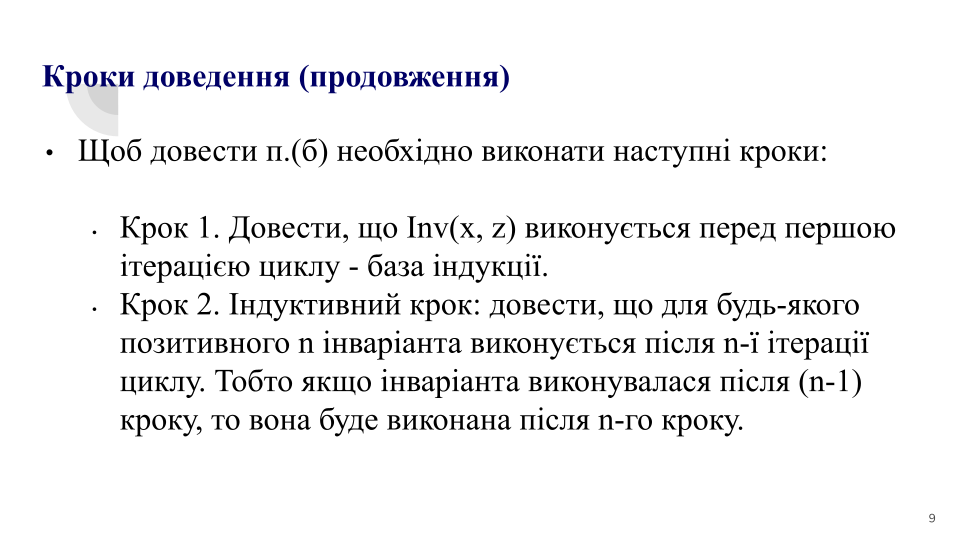 Кроки доведення (продовження)
• Щоб довести п.(б) необхідно виконати наступні кроки:
• Крок 1. Довести, що Inv(x, z) виконується перед першою
ітерацією циклу - база індукції.
• Крок 2. Індуктивний крок: довести, що для будь-якого
позитивного n інваріанта виконується після n-ї ітерації
циклу. Тобто якщо інваріанта виконувалася після (n-1)
кроку, то вона буде виконана після n-го кроку.
9